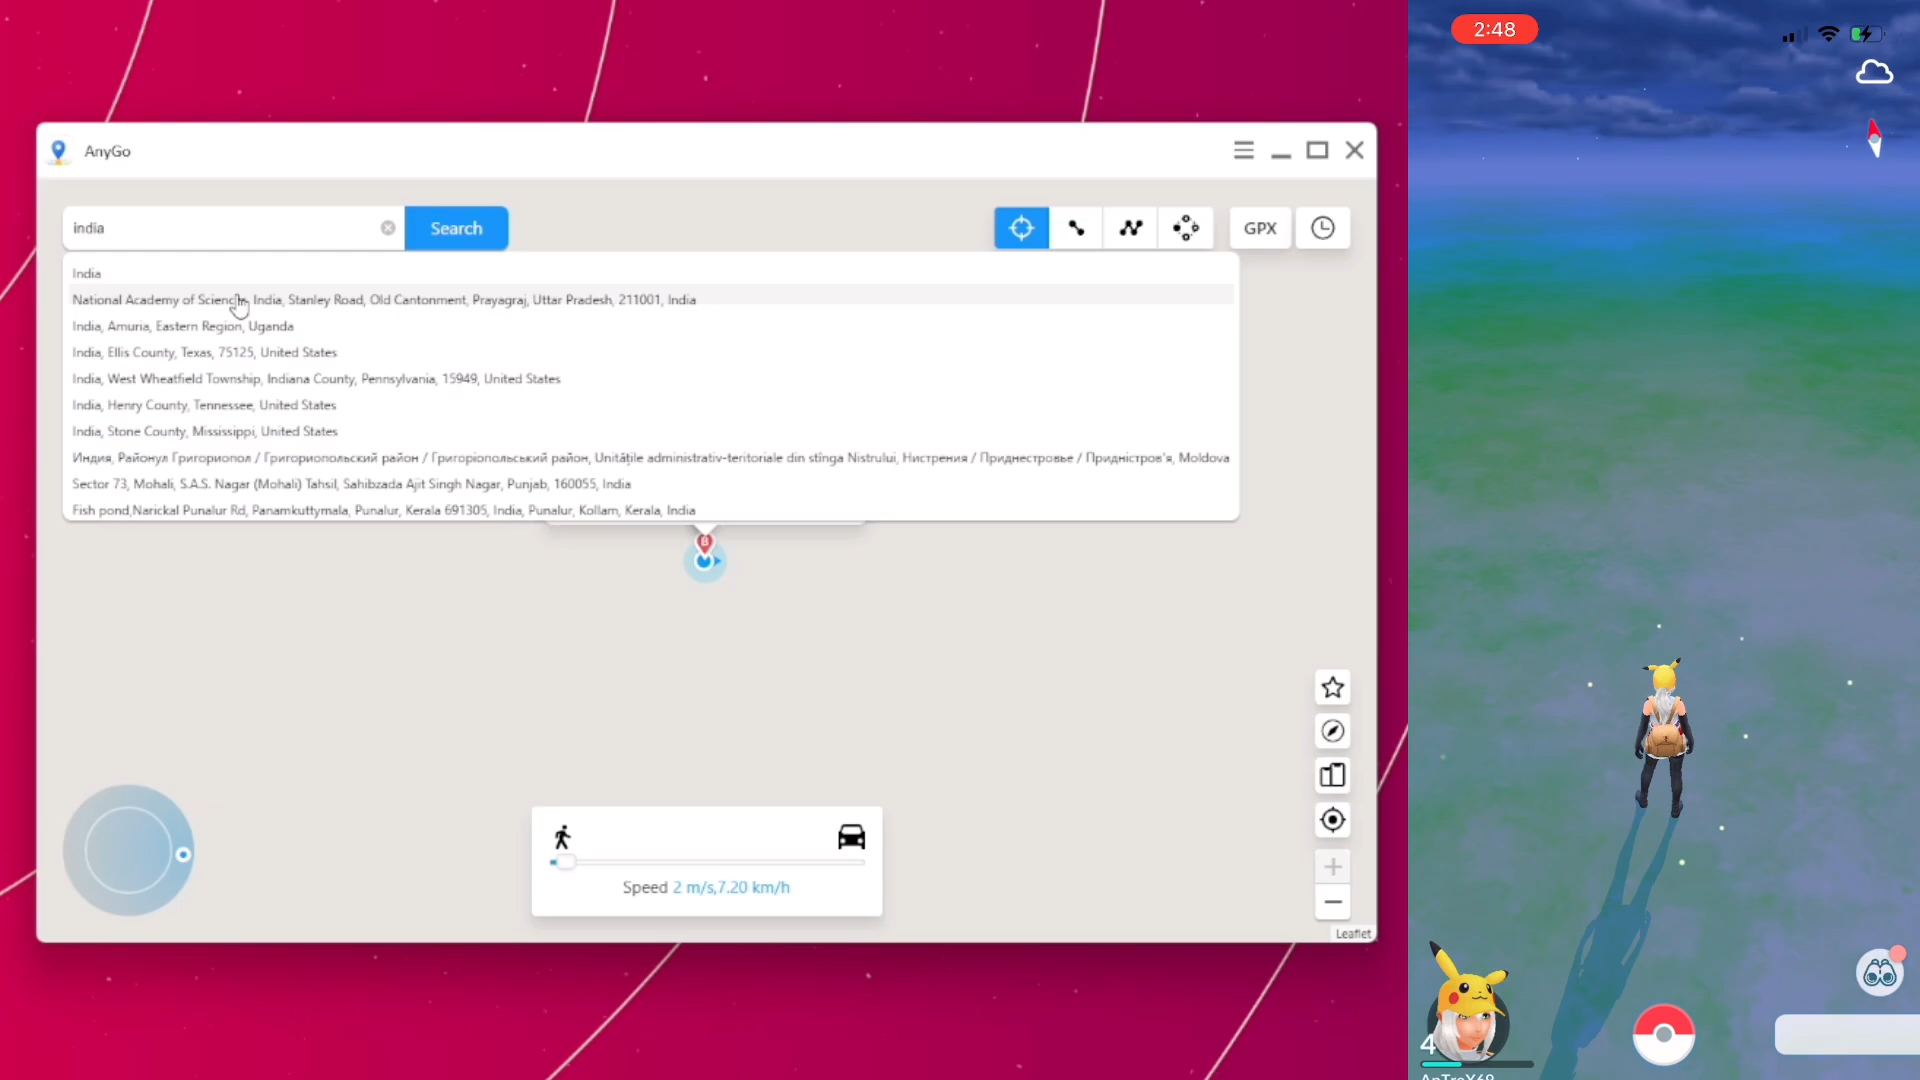 2:48
AnyGo
india
Search
GPX
India
National Academy of Sciences, India, Stanley Road, Old Cantonment, Prayagraj, Uttar Pradesh, 211001, India
India, Amuria, Eastern Region, Uganda
India, Ellis County, Texas, 75125, United States
India, West Wheatfield Township, Indiana County, Pennsylvania, 15949, United States
India, Henry County, Tennessee, United States
India, Stone County, Mississippi, United States
Индия, Районул Григориопол / Григориопольский район / Григоріопольський район, Unitățile administrativ-teritoriale din stînga Nistrului, Нистрения / Приднестровье / Придністров'я, Moldova
Sector 73, Mohali, S.A.S. Nagar (Mohali) Tahsil, Sahibzada Ajit Singh Nagar, Punjab, 160055, India
Fish pond,Narickal Punalur Rd, Panamkuttymala, Punalur, Kerala 691305, India, Punalur, Kollam, Kerala, India
B
Speed 2 m/s,7.20 km/h
Leaflet
4